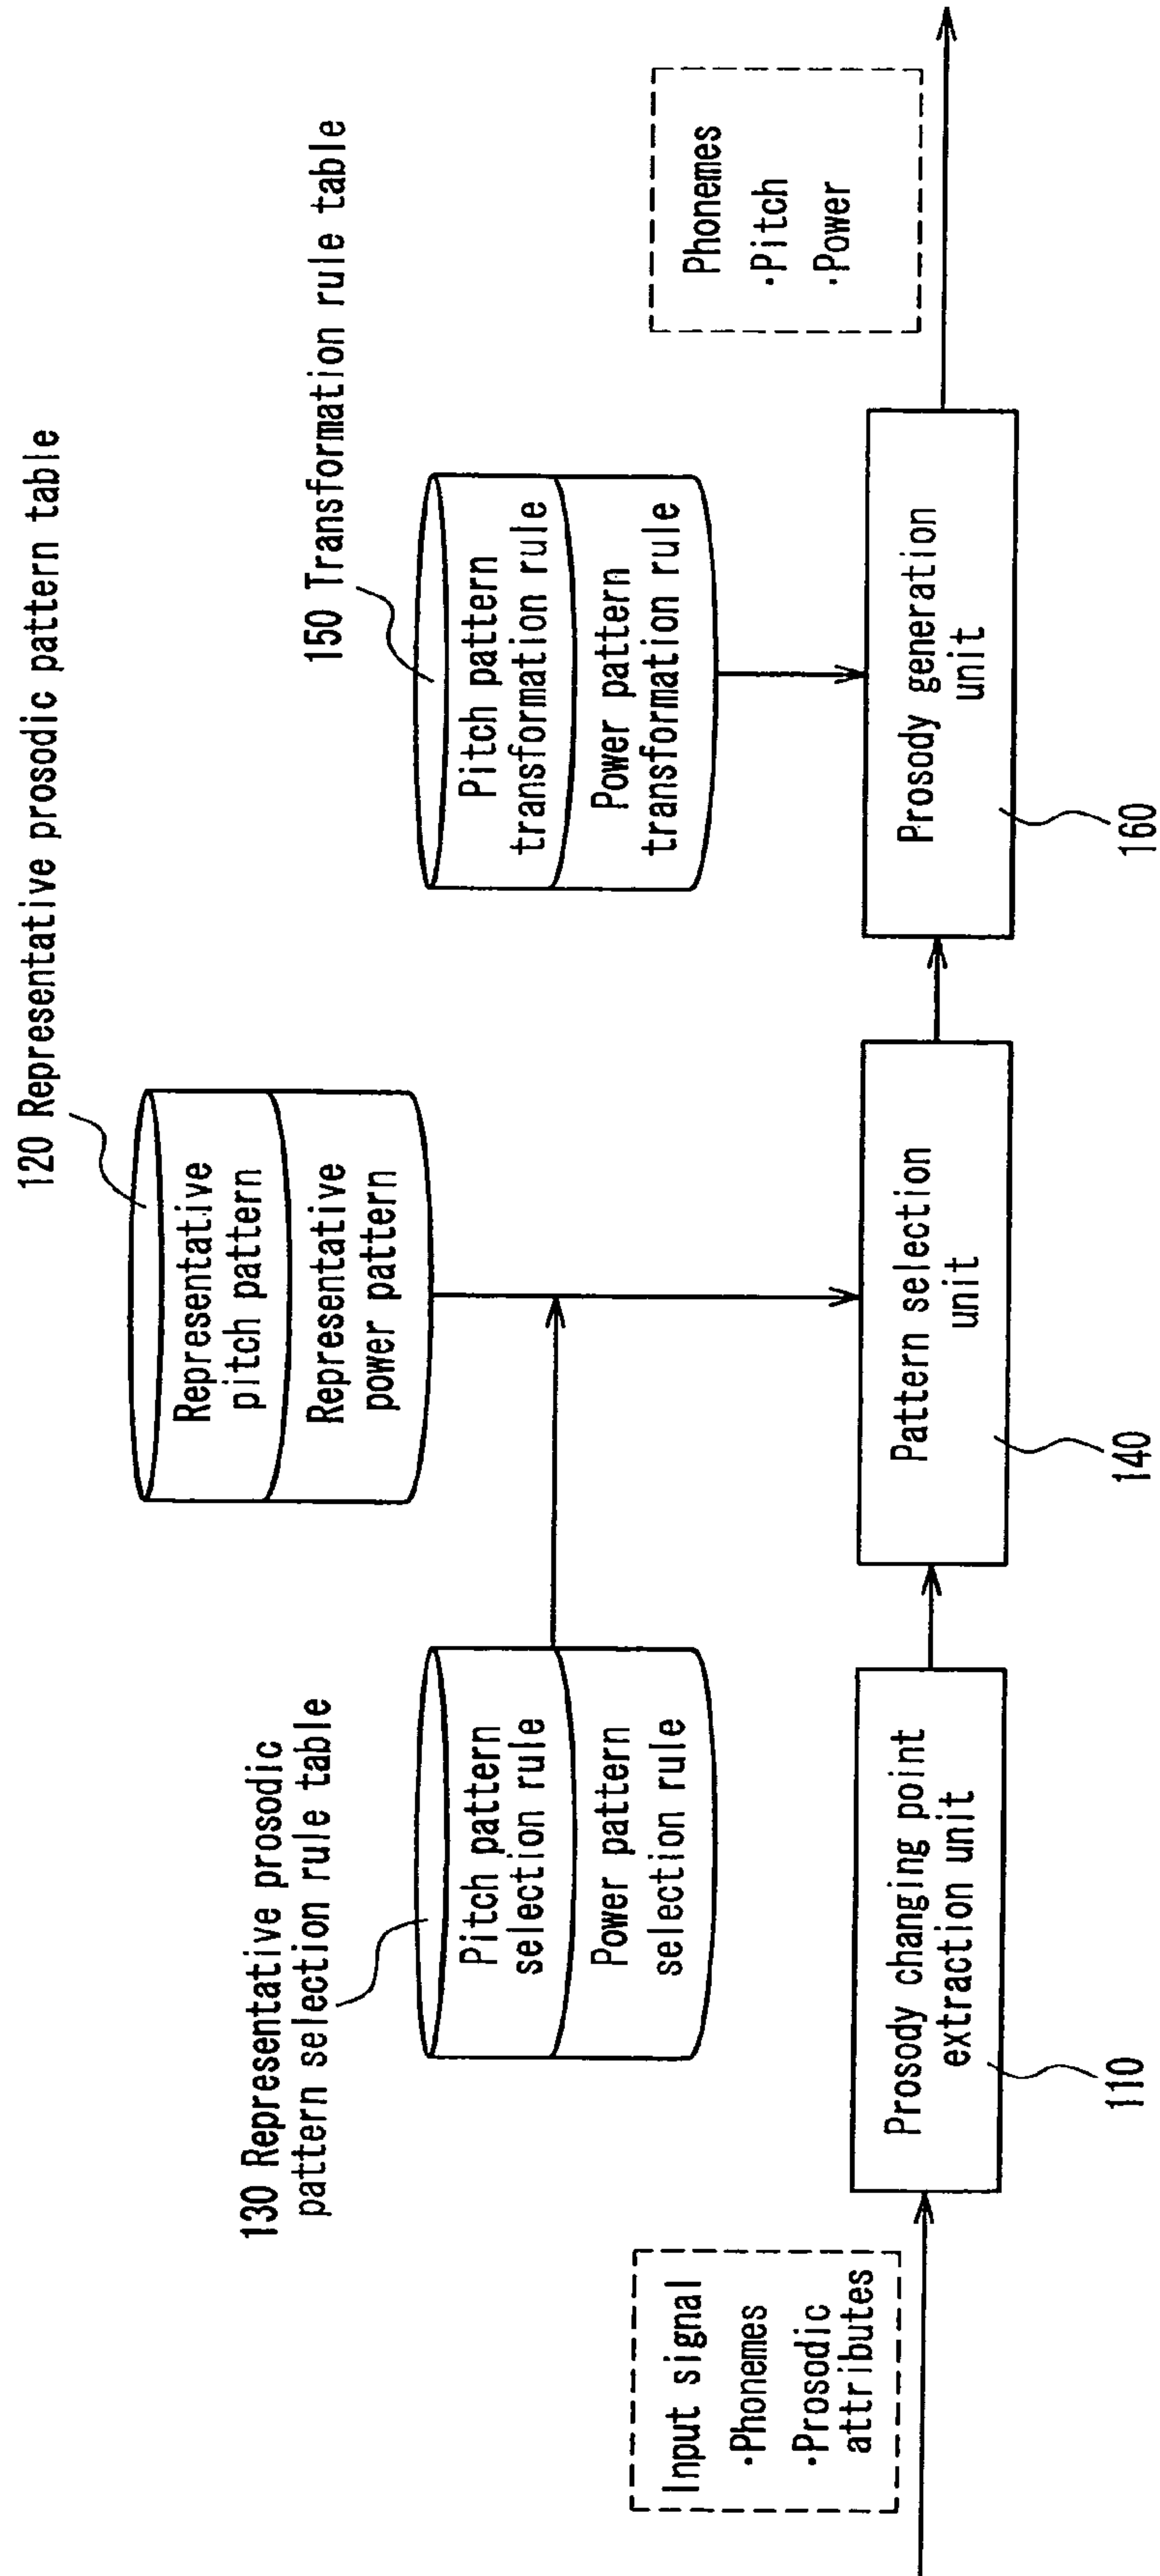 120 Representative prosodic pattern table
Representative
pitch pattern
Representative
power pattern
130 Representative prosodic
pattern selection rule table
Pitch pattern
selection rule
Power pattern
selection rule
150 Transformation rule table
Pitch pattern
transformation rule
Power pattern
transformation rule
Input signal
·Phonemes
·Prosodic
attributes
Prosody changing point
extraction unit
110
Pattern selection
unit
140
Prosody generation
unit
160
Phonemes
·Pitch
·Power